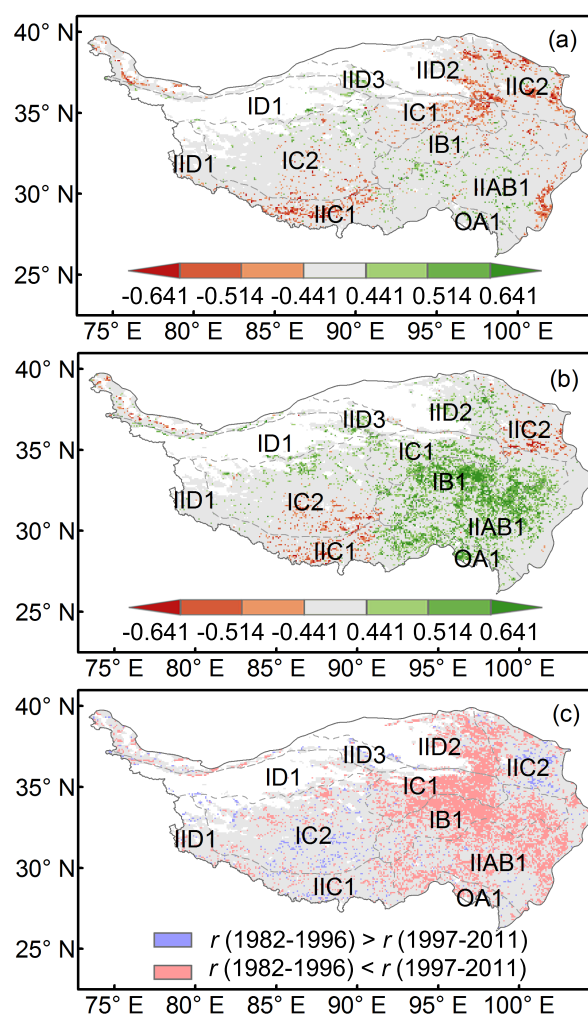 40° N
(a)
IID3
IID2
IIC2
ID1
35° N
IC1
IB1
IC2
IID1
30° N
IIAB1
IIC1
OA1
25° N
-0.641 -0.514 -0.441 0.441 0.514 0.641
75° E 80° E 85° E 90° E 95° E 100° E
40° N
(b)
IID3
IID2
IIC2
ID1
35° N
IC1
IB1
IC2
IID1
30° N
IIAB1
IIC1
OA1
25° N
-0.641 -0.514 -0.441 0.441 0.514 0.641
75° E 80° E 85° E 90° E 95° E 100° E
40° N
(c)
IID3
IID2
IIC2
ID1
35° N
IC1
IB1
IC2
IID1
30° N
IIAB1
IIC1
OA1
25° N
r (1982-1996) > r (1997-2011)
r (1982-1996) < r (1997-2011)
75° E 80° E 85° E 90° E 95° E 100° E